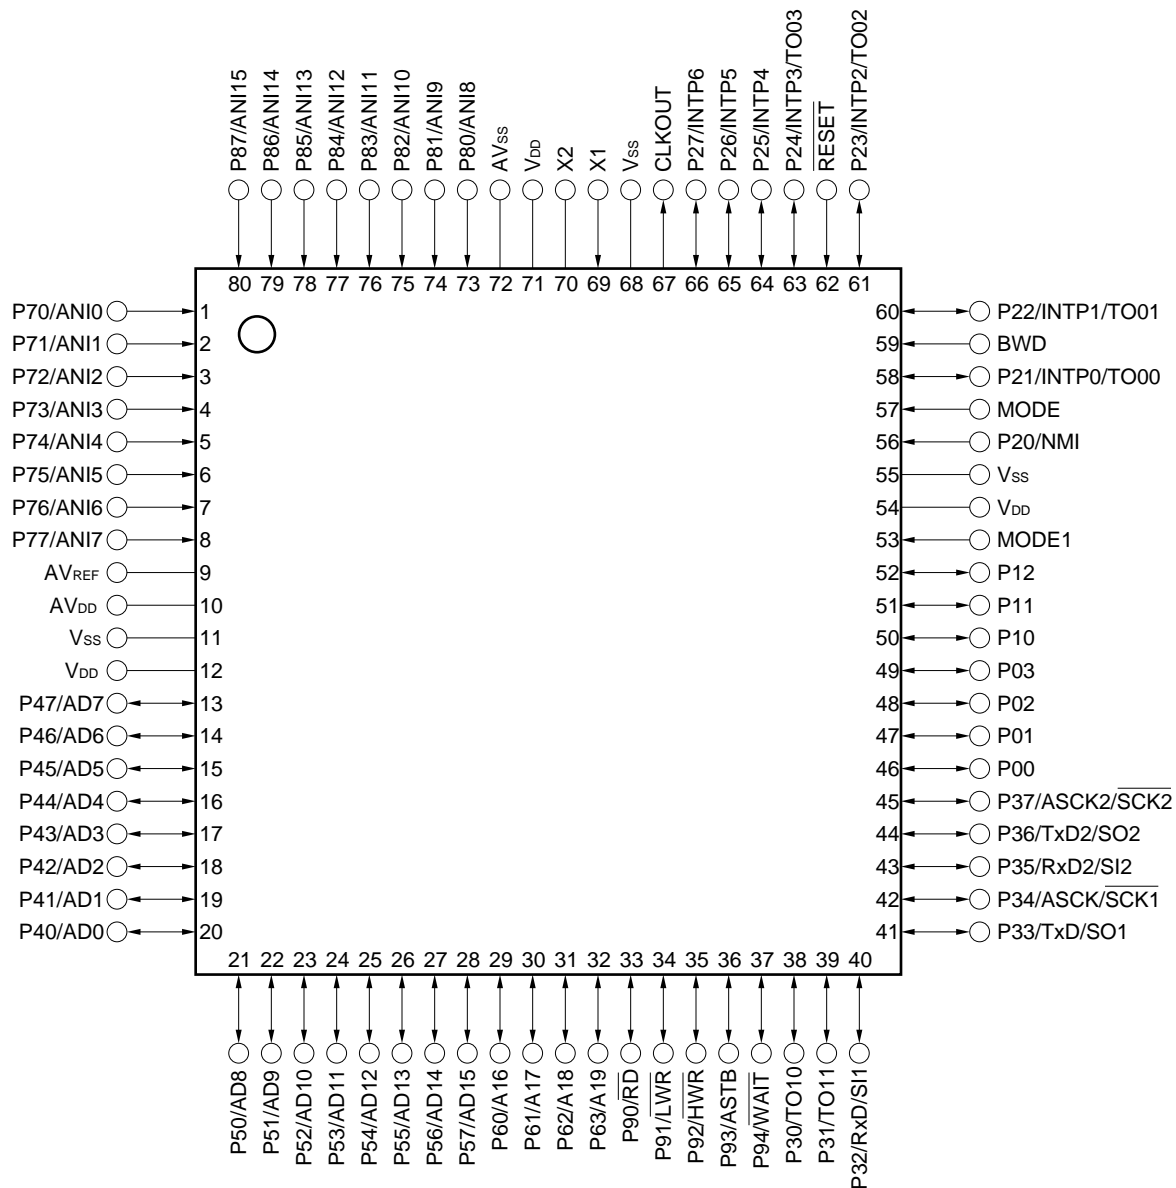 P87/ANI15
P86/ANI14
P85/ANI13
P84/ANI12
P83/ANI11
P82/ANI10
P81/ANI9
P80/ANI8
AVSS
VDD
X2
X1
VSS
CLKOUT
P27/INTP6
P26/INTP5
P25/INTP4
P24/INTP3/TO03
RESET
P23/INTP2/TO02
80 79 78 77 76 75 74 73 72 71 70 69 68 67 66 65 64 63 62 61
P70/ANI0 1
P71/ANI1 2
P72/ANI2 3
P73/ANI3 4
P74/ANI4 5
P75/ANI5 6
P76/ANI6 7
P77/ANI7 8
AVREF 9
AVDD 10
VSS 11
VDD 12
P47/AD7 13
P46/AD6 14
P45/AD5 15
P44/AD4 16
P43/AD3 17
P42/AD2 18
P41/AD1 19
P40/AD0 20
60 P22/INTP1/TO01
59 BWD
58 P21/INTP0/TO00
57 MODE
56 P20/NMI
55 VSS
54 VDD
53 MODE1
52 P12
51 P11
50 P10
49 P03
48 P02
47 P01
46 P00
45 P37/ASCK2/SCK2
44 P36/TxD2/SO2
43 P35/RxD2/SI2
42 P34/ASCK/SCK1
41 P33/TxD/SO1
21 22 23 24 25 26 27 28 29 30 31 32 33 34 35 36 37 38 39 40
P50/AD8
P51/AD9
P52/AD10
P53/AD11
P54/AD12
P55/AD13
P56/AD14
P57/AD15
P60/A16
P61/A17
P62/A18
P63/A19
P90/RD
P91/LWR
P92/HWR
P93/ASTB
P94/WAIT
P30/TO10
P31/TO11
P32/RxD/SI1